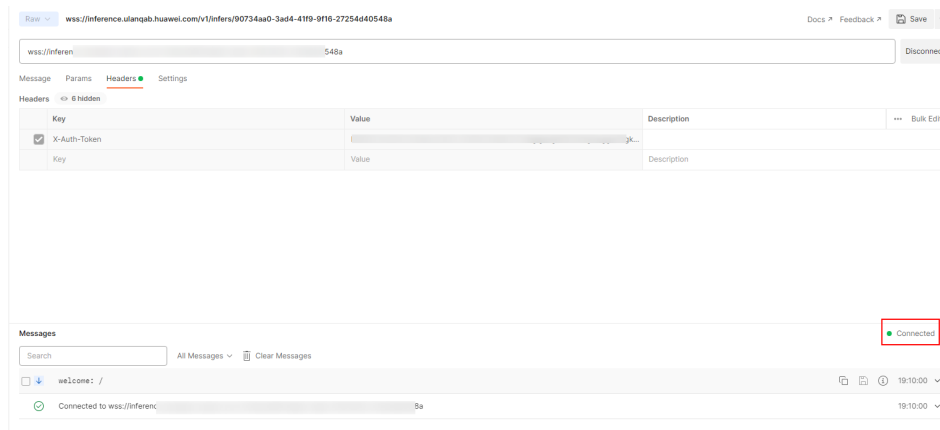 Raw wss://inference.ulanqab.huawei.com/v1/infers/90734aa0-3ad4-41f9-9f16-27254d40548a Docs Feedback Save
wss://inferen 548a Disconnec
Message Params Headers Settings
Headers 6 hidden
Key Value Description Bulk Edit
X-Auth-Token jk...
Key Value Description
Messages Connected
Search All Messages Clear Messages
welcome: / 19:10:00
Connected to wss://inferenc 8a 19:10:00